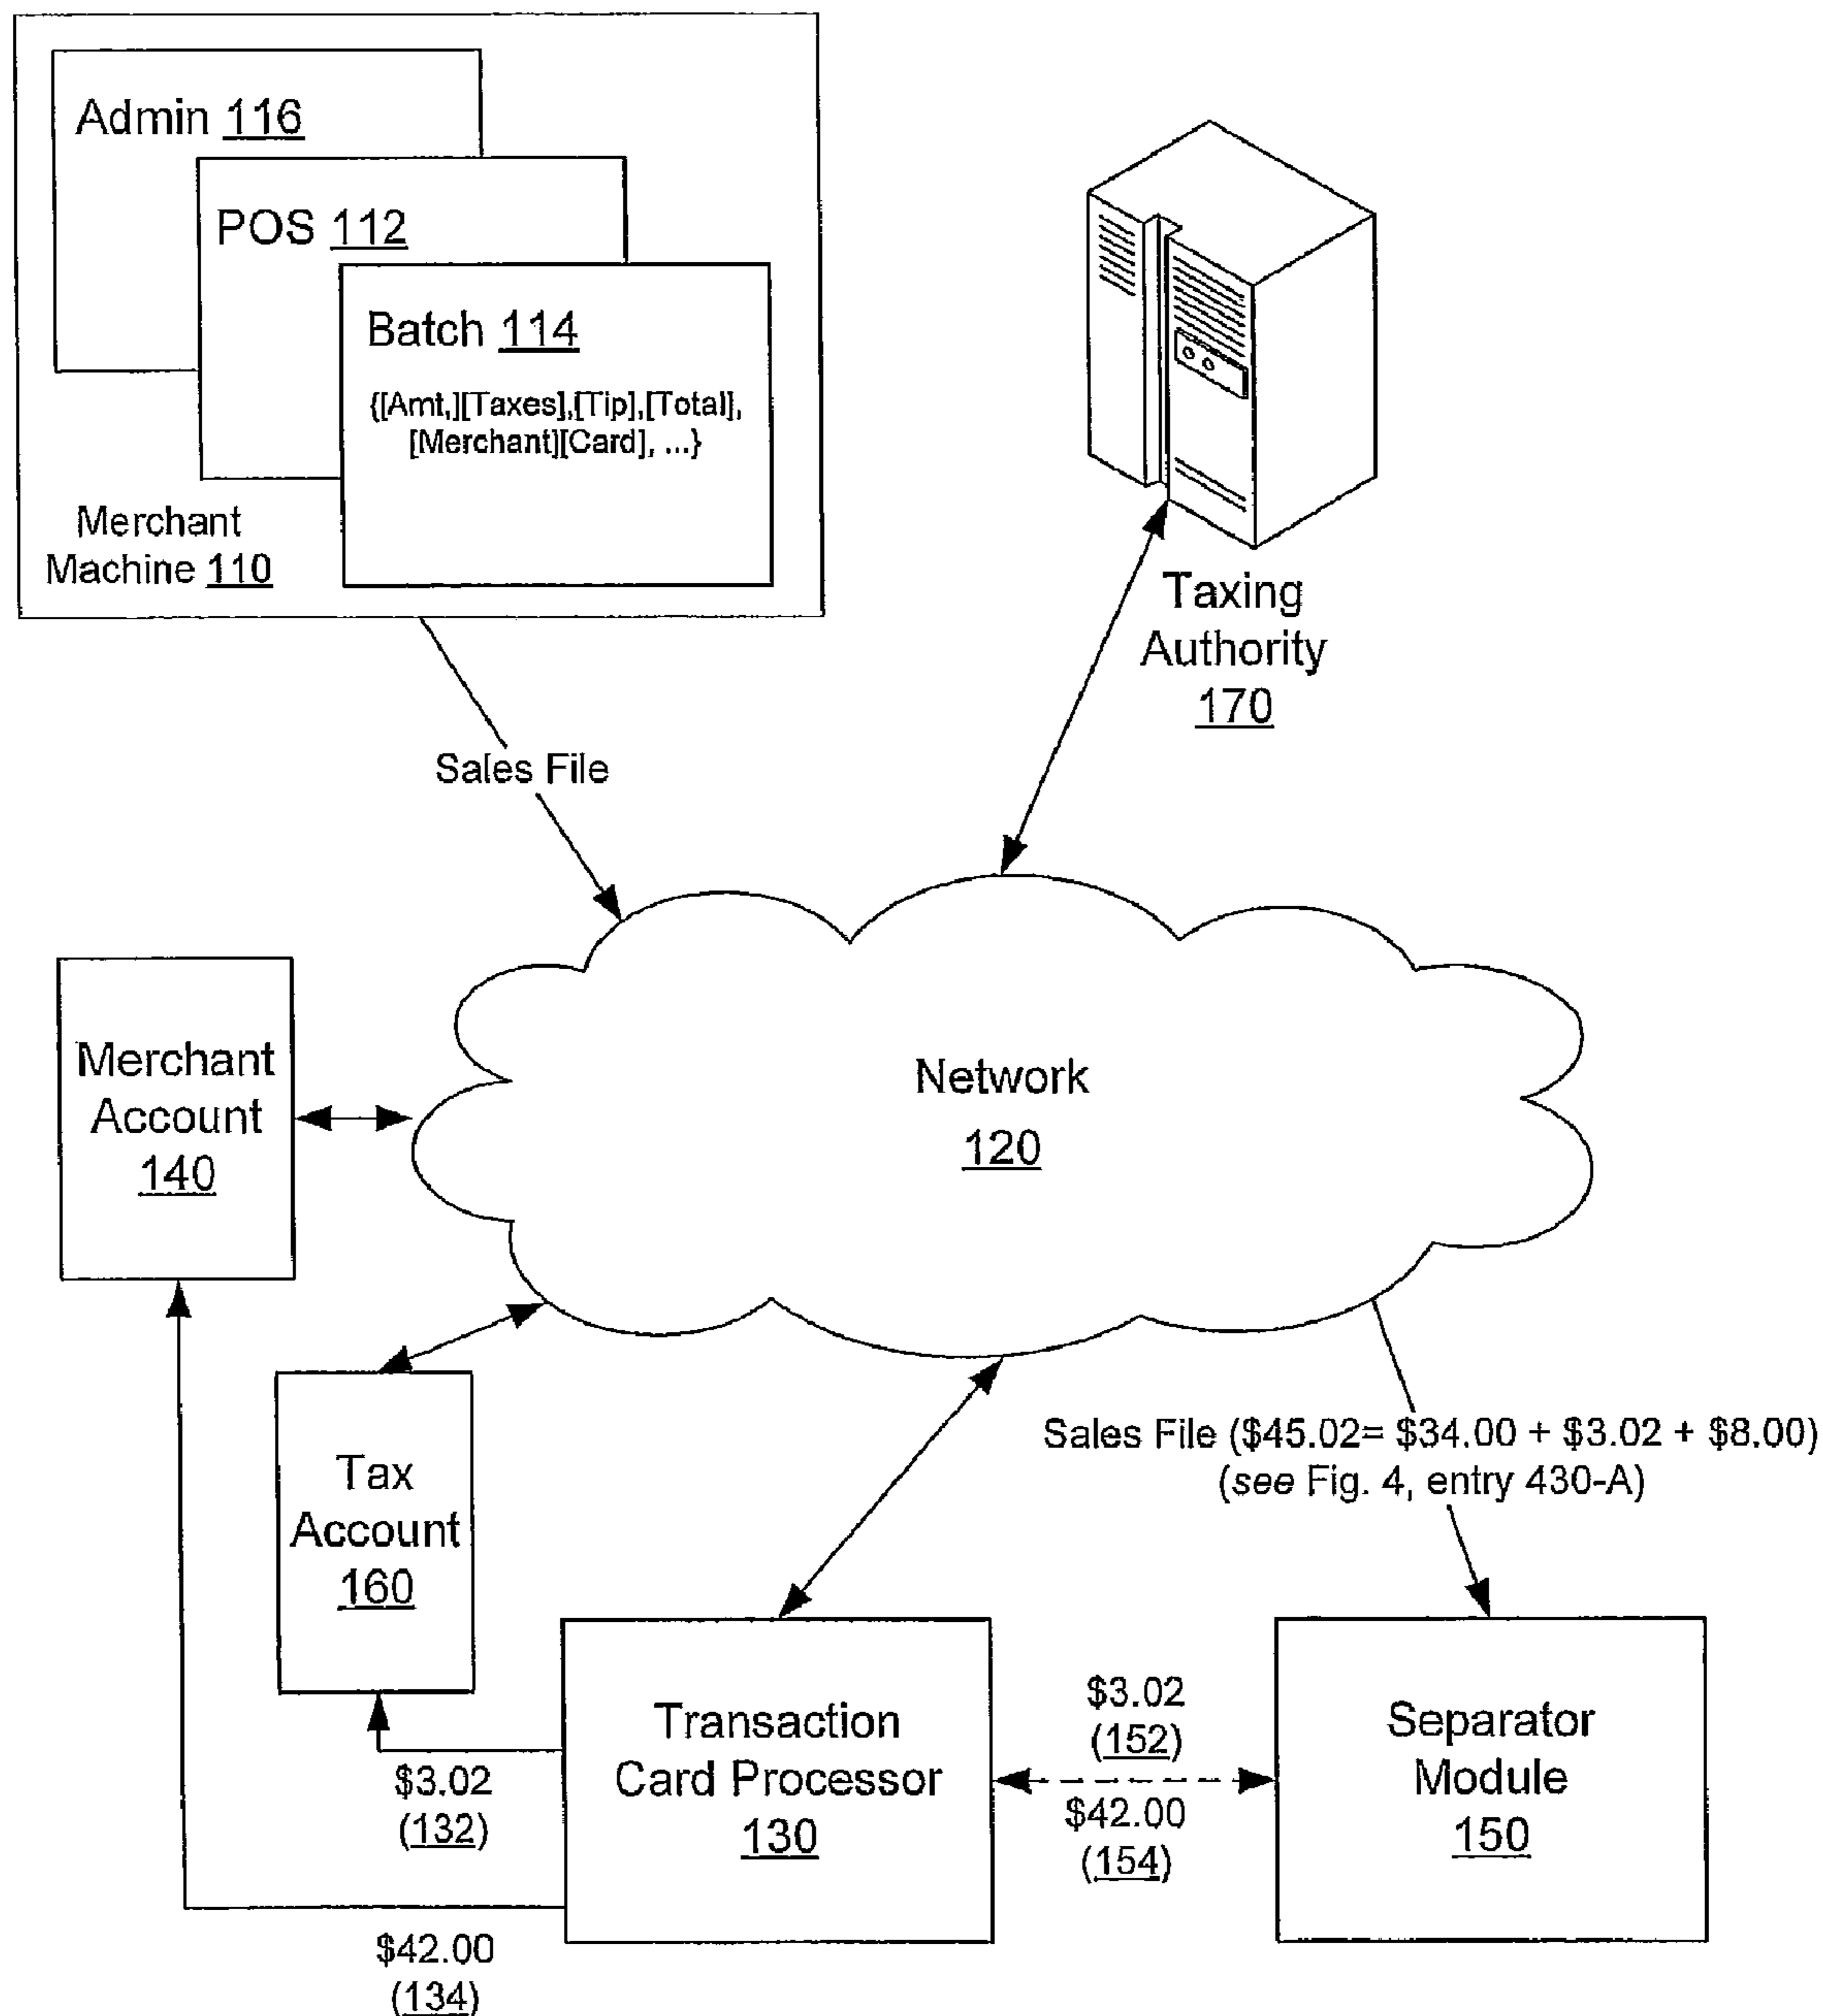 Admin 116
POS 112
Batch 114
{[Amt,][Taxes],[Tip],[Total],
[Merchant][Card], ...}
Merchant
Machine 110
Taxing
Authority
170
Sales File
Merchant
Account
140
Network
120
Sales File ($45.02= $34.00 + $3.02 + $8.00)
(see Fig. 4, entry 430-A)
Tax
Account
160
Transaction
Card Processor
130
$3.02
(152)
$42.00
(154)
Separator
Module
150
$3.02
(132)
$42.00
(134)